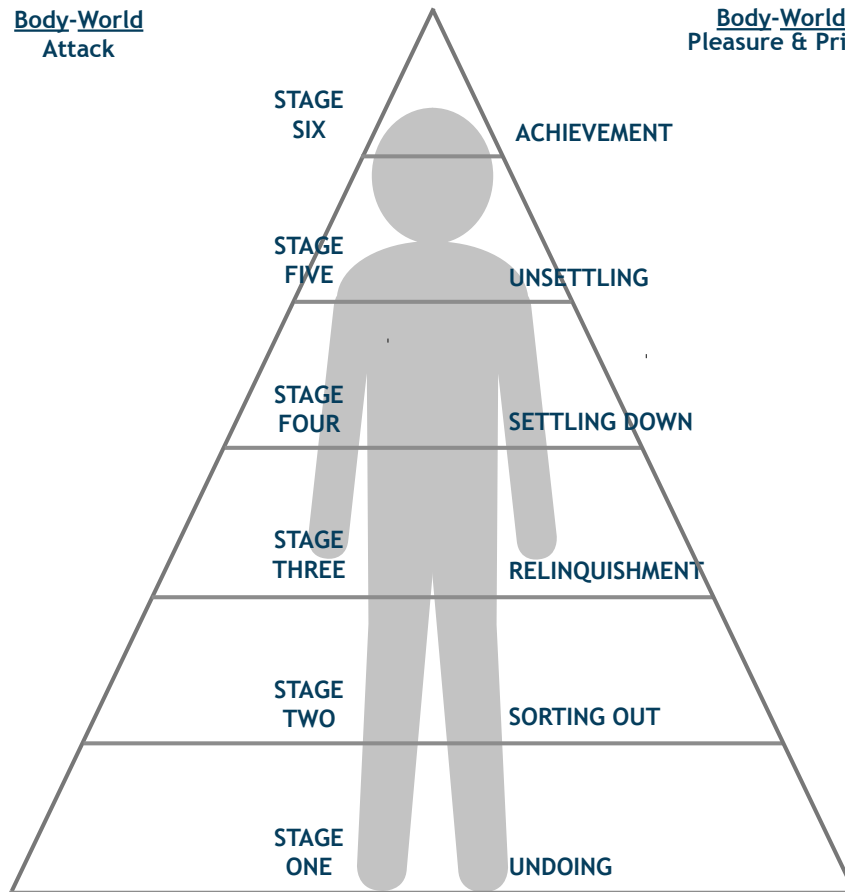 Body-World
Attack
Body-World
Pleasure &
STAGE
SIX
ACHIEVEMENT
STAGE
FIVE
UNSETTLING
STAGE
FOUR
SETTLING DOWN
STAGE
THREE
RELINQUISHMENT
STAGE
TWO
SORTING OUT
STAGE
ONE
UNDOING